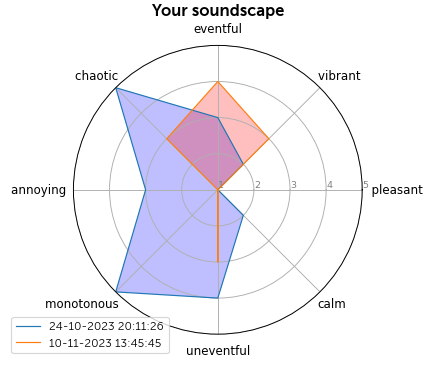 Your soundscape
eventful
chaotic
vibrant
annoying
1
2
3
4
5
pleasant
monotonous
calm
24-10-2023 20:11:26
10-11-2023 13:45:45
uneventful